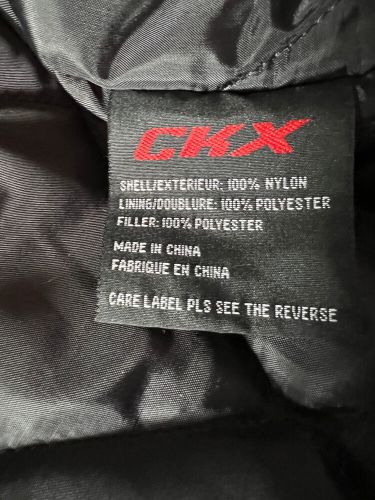 CKX
SHELL/EXTERIEUR: 100% NYLON
LINING/DOUBLURE: 100% POLYESTER
FILLER: 100% POLYESTER
MADE IN CHINA
FABRIQUE EN CHINA
CARE LABEL PLS SEE THE REVERSE